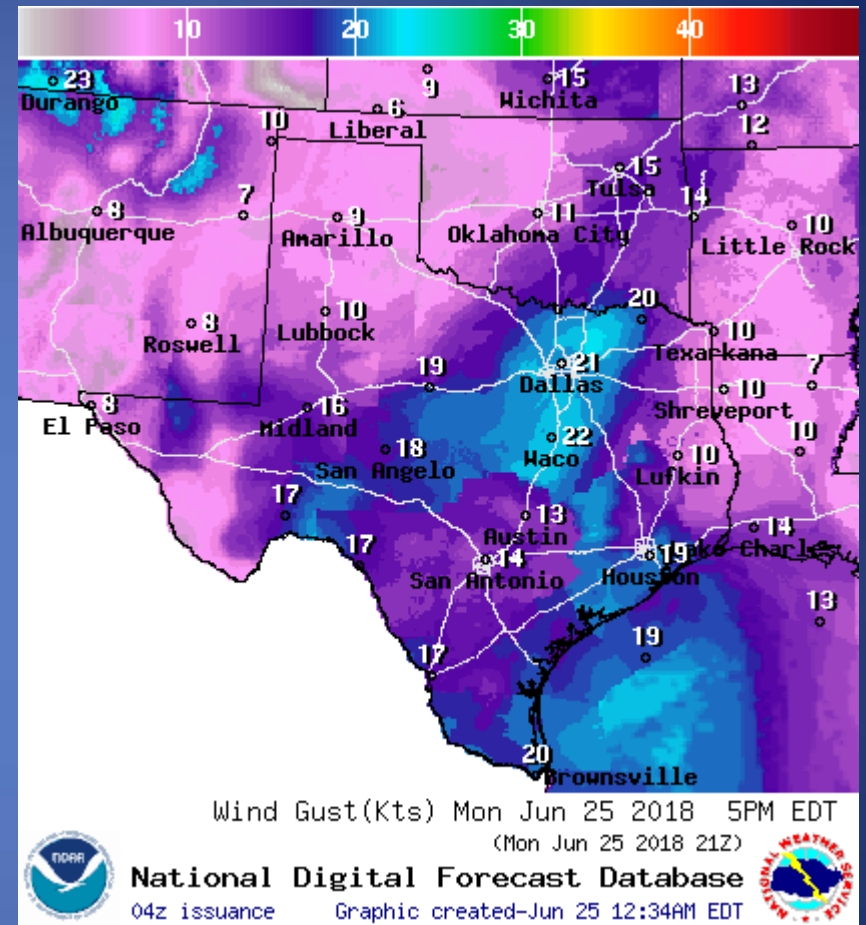 10 20 30 40
23
Durango
9
15
Wichita
13
6
Liberal
10
12
15
Tulsa
8
Albuquerque
7
9
Amarillo
11
Oklahoma City
14
10
Little Rock
8
Roswell
10
Lubbock
20
10
Texarkana
21
Dallas
7
19
10
Shreveport
8
El Paso
16
Midland
18
San Angelo
22
Waco
10
Lufkin
10
17
13
Austin
14
17
14
San Antonio
19
Houston
13
19
17
20
Brownsville
Wind Gust(Kts) Mon Jun 25 2018 5PM EDT
(Mon Jun 25 2018 21Z)
National Digital Forecast Database
04z issuance Graphic created-Jun 25 12:34AM EDT
NOAA
NATIONAL WEATHER SERVICE